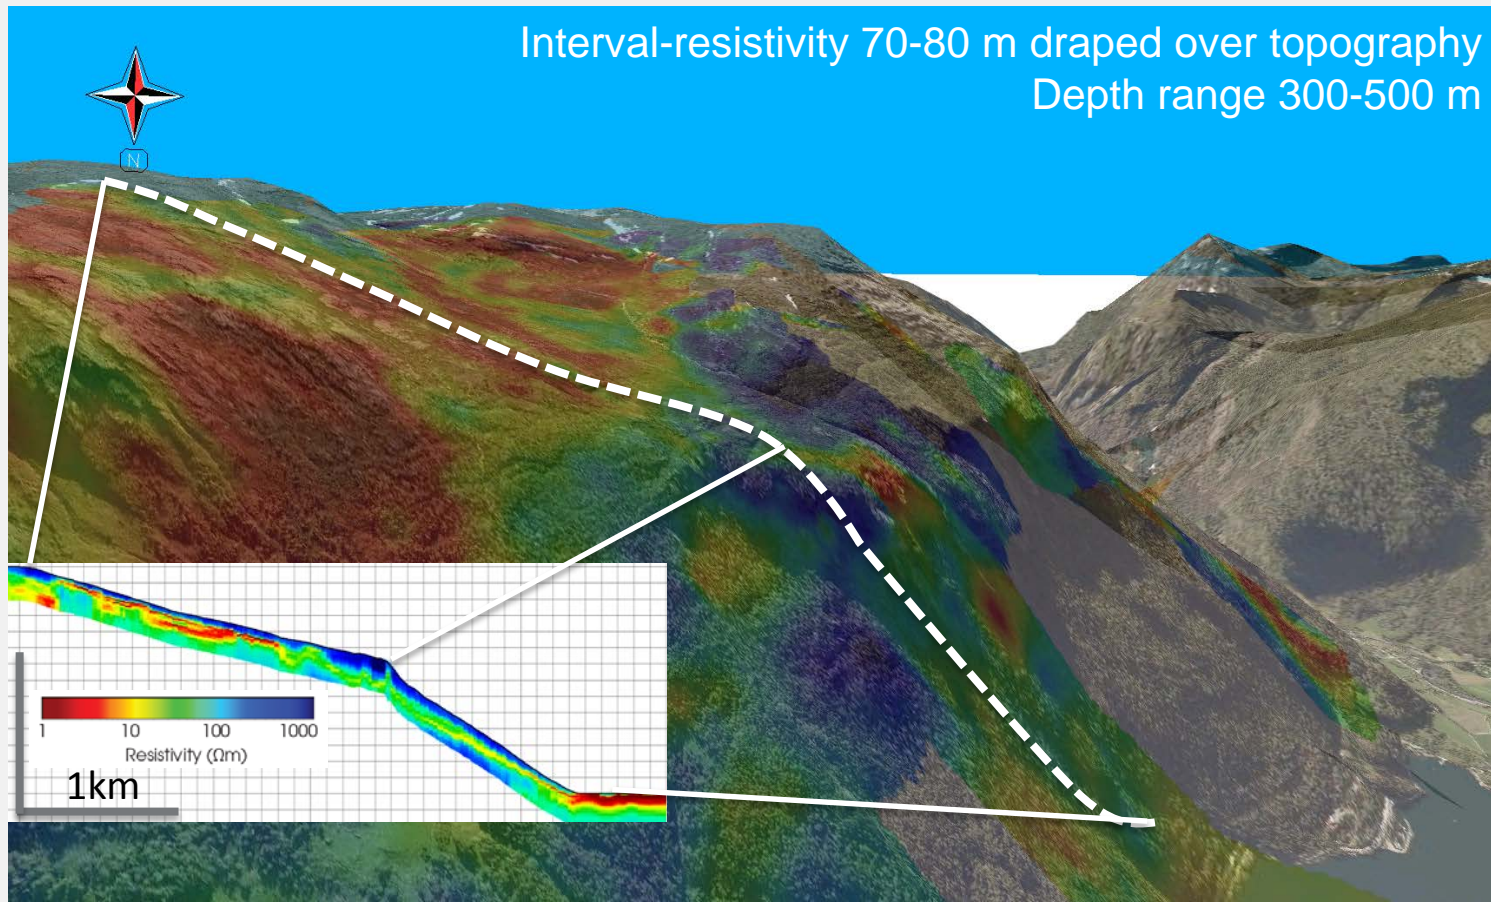 Interval-resistivity 70-80 m draped over topography
Depth range 300-500 m
N
1 10 100 1000
Resistivity (Ωm)
1km